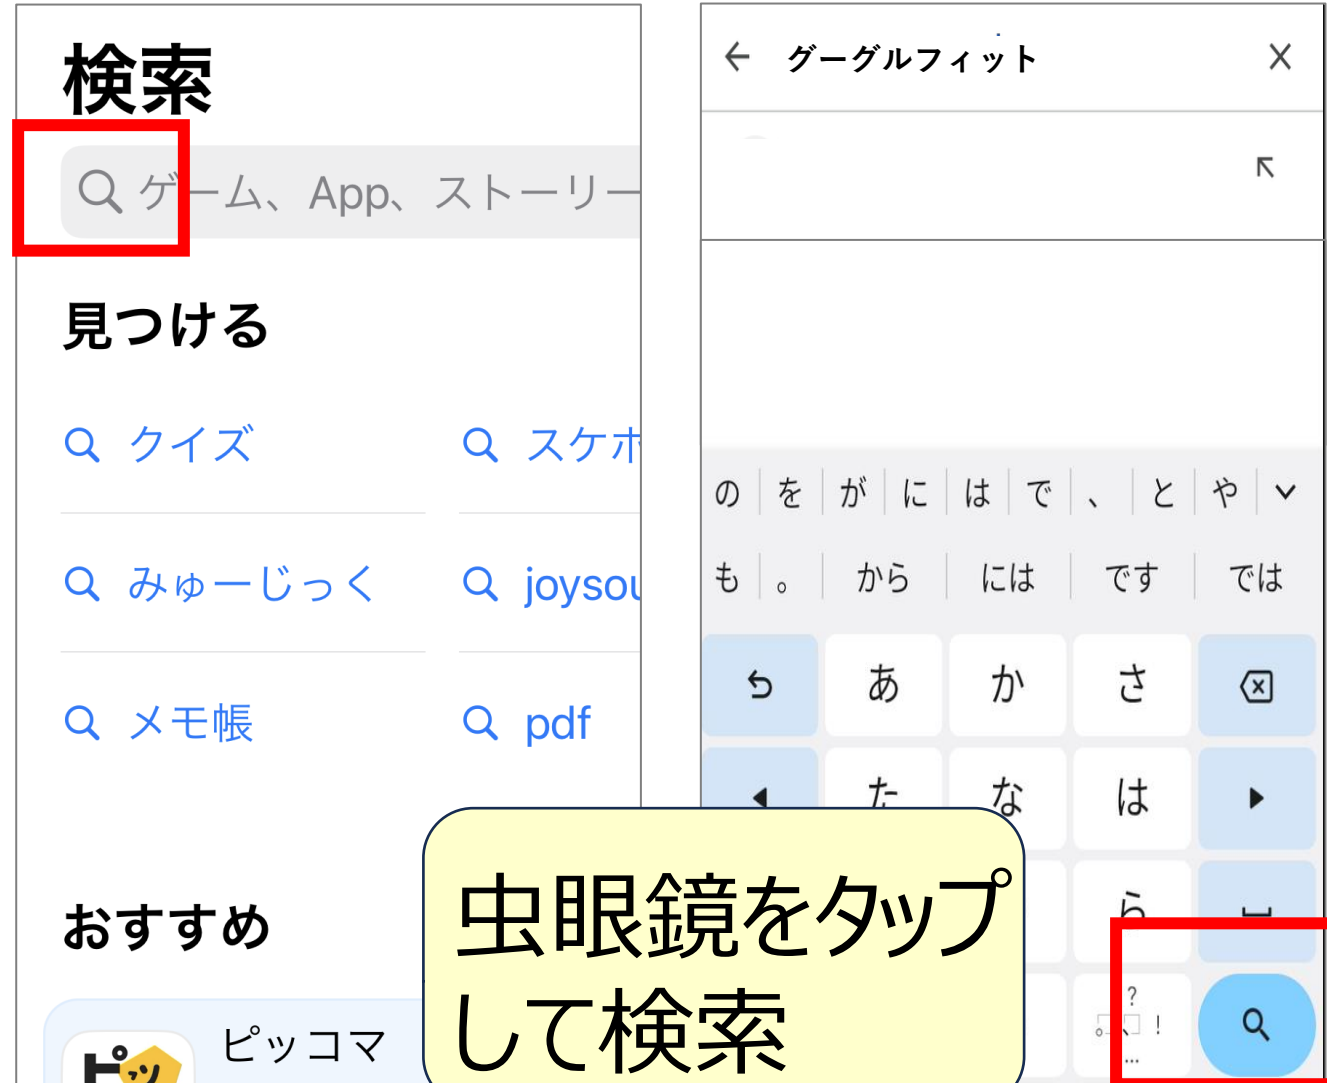 検索
ゲーム、App、ストーリー
見つける
クイズ
スケホ
みゅーじっく
joysou
メモ帳
pdf
おすすめ
ピッコマ
グーグルフィット
の を が に は で 、 と や
も 。 から には です では
あ か さ
た な は
ら
?
。 、 !
...
虫眼鏡をタップ
して検索